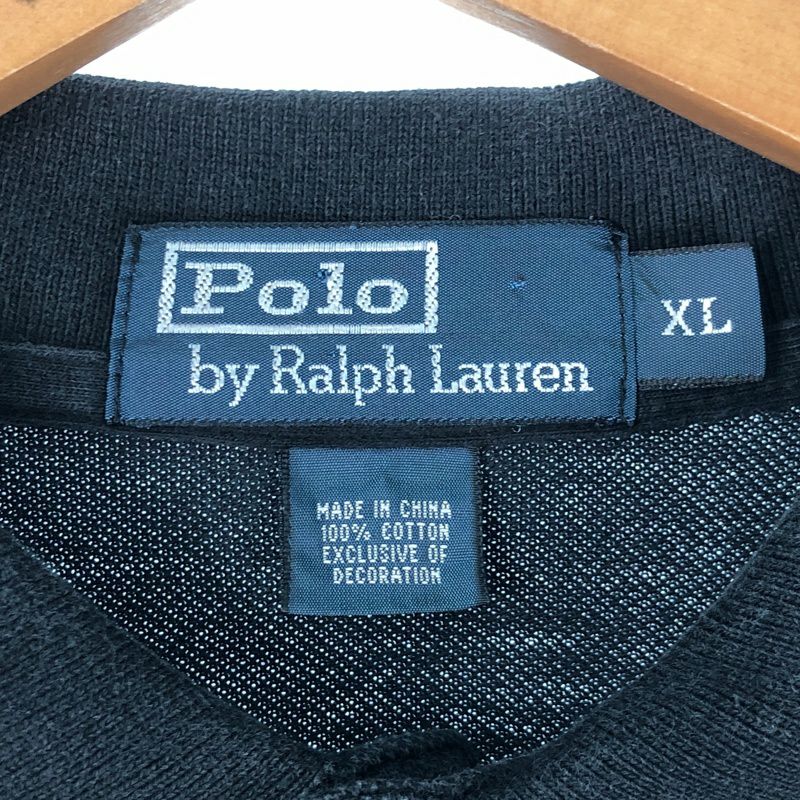 Polo
by Ralph Lauren
XL
MADE IN CHINA
100% COTTON
EXCLUSIVE OF
DECORATION